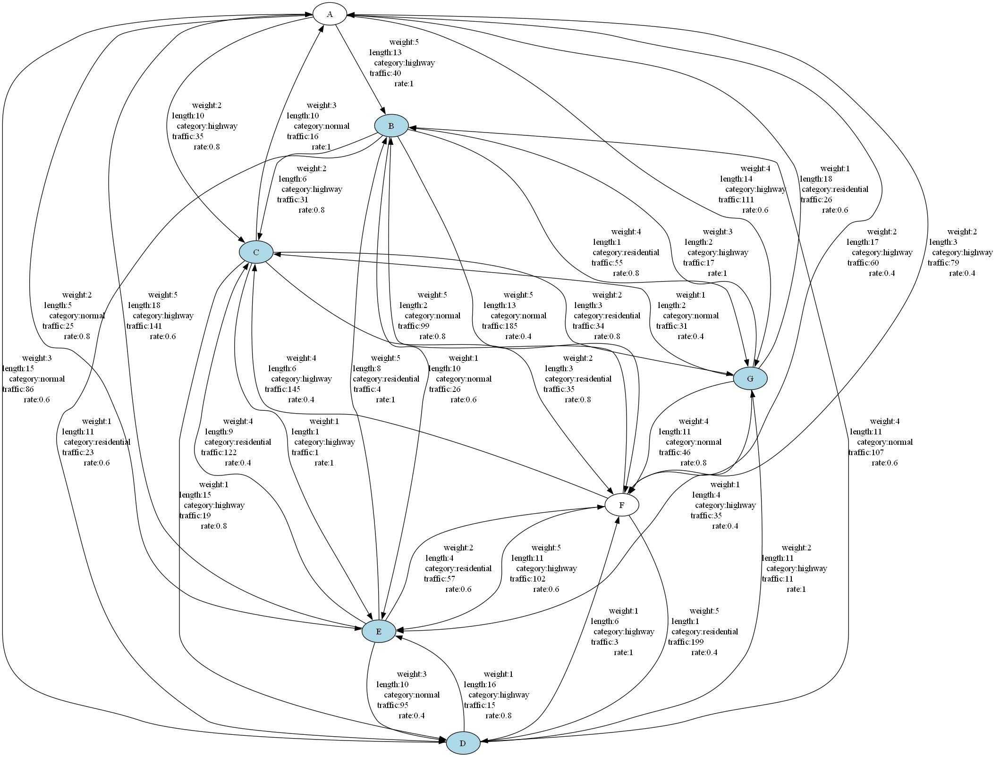 A
weight:5
length:13
category:highway
traffic:40
rate:1
weight:2
length:10
category:highway
traffic:35
rate:0.8
weight:3
length:10
category:normal
traffic:16
rate:1
B
weight:2
length:6
category:highway
traffic:31
rate:0.8
weight:4
length:14
category:highway
traffic:111
rate:0.6
weight:1
length:18
category:residential
traffic:26
rate:0.6
C
weight:4
length:1
category:residential
traffic:55
rate:0.8
weight:3
length:2
category:highway
traffic:17
rate:1
weight:2
length:17
category:highway
traffic:60
rate:0.4
weight:2
length:3
category:highway
traffic:79
rate:0.4
weight:2
length:5
category:normal
traffic:25
rate:0.8
weight:5
length:18
category:highway
traffic:141
rate:0.6
weight:5
length:2
category:normal
traffic:99
rate:0.8
weight:5
length:13
category:normal
traffic:185
rate:0.4
weight:2
length:3
category:residential
traffic:34
rate:0.8
weight:1
length:2
category:normal
traffic:31
rate:0.4
weight:3
length:15
category:normal
traffic:86
rate:0.6
weight:4
length:6
category:highway
traffic:145
rate:0.4
weight:5
length:8
category:residential
traffic:4
rate:1
weight:1
length:10
category:normal
traffic:26
rate:0.6
weight:2
length:3
category:residential
traffic:35
rate:0.8
G
weight:1
length:11
category:residential
traffic:23
rate:0.6
weight:4
length:9
category:residential
traffic:122
rate:0.4
weight:1
length:1
category:highway
traffic:1
rate:1
weight:4
length:11
category:normal
traffic:46
rate:0.8
weight:4
length:11
category:normal
traffic:107
rate:0.6
weight:1
length:15
category:highway
traffic:19
rate:0.8
F
weight:1
length:4
category:highway
traffic:35
rate:0.4
weight:2
length:4
category:residential
traffic:57
rate:0.6
weight:5
length:11
category:highway
traffic:102
rate:0.6
weight:2
length:11
category:highway
traffic:11
rate:1
E
weight:1
length:6
category:highway
traffic:3
rate:1
weight:5
length:1
category:residential
traffic:199
rate:0.4
weight:3
length:10
category:normal
traffic:95
rate:0.4
weight:1
length:16
category:highway
traffic:15
rate:0.8
D